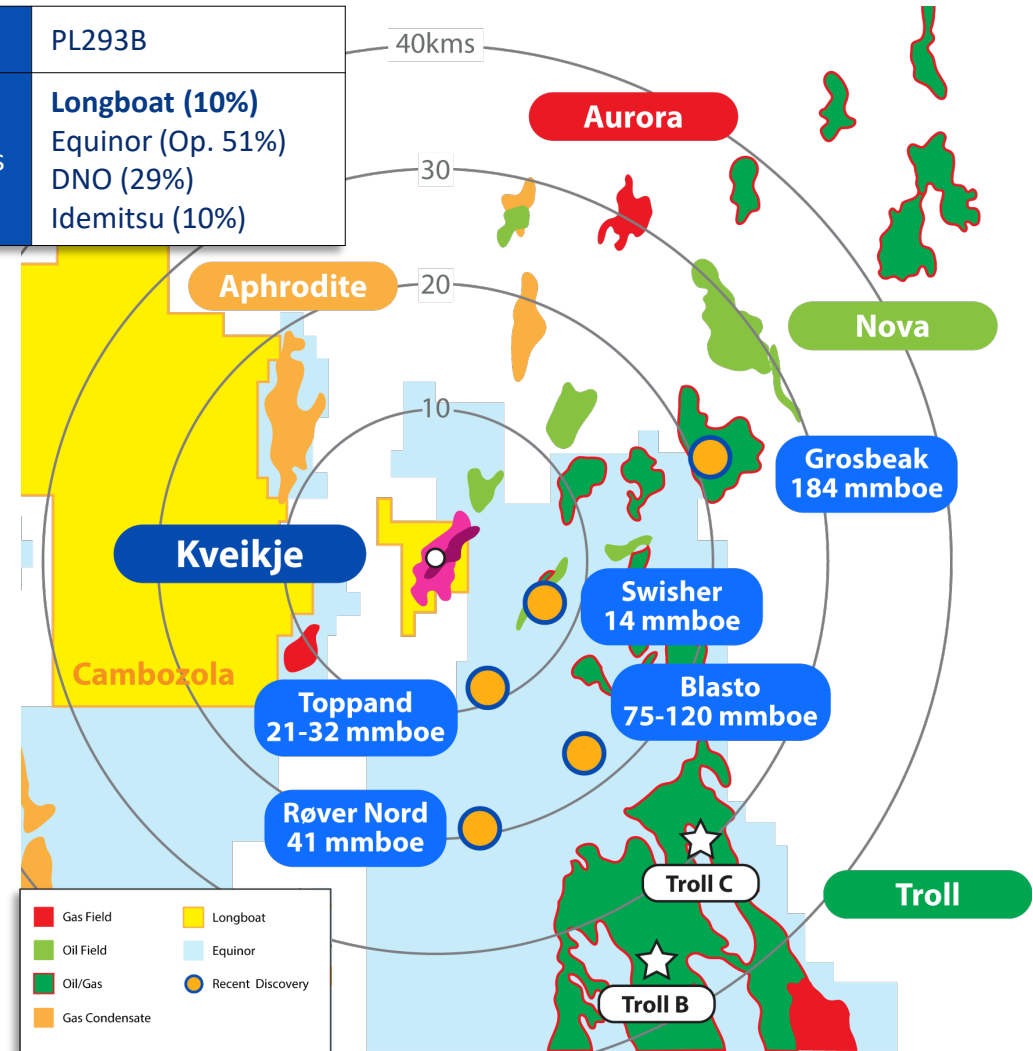 PL293B
s
Longboat (10%)
Equinor (Op. 51%)
DNO (29%)
Idemitsu (10%)
40kms
Aurora
30
Aphrodite
20
Nova
10
Grosbeak
184 mmboe
Kveikje
Swisher
14 mmboe
Cambozola
Toppand
21-32 mmboe
Blasto
75-120 mmboe
Røver Nord
41 mmboe
Troll C
Troll
Troll B
Gas Field
Oil Field
Oil/Gas
Gas Condensate
Longboat
Equinor
Recent Discovery